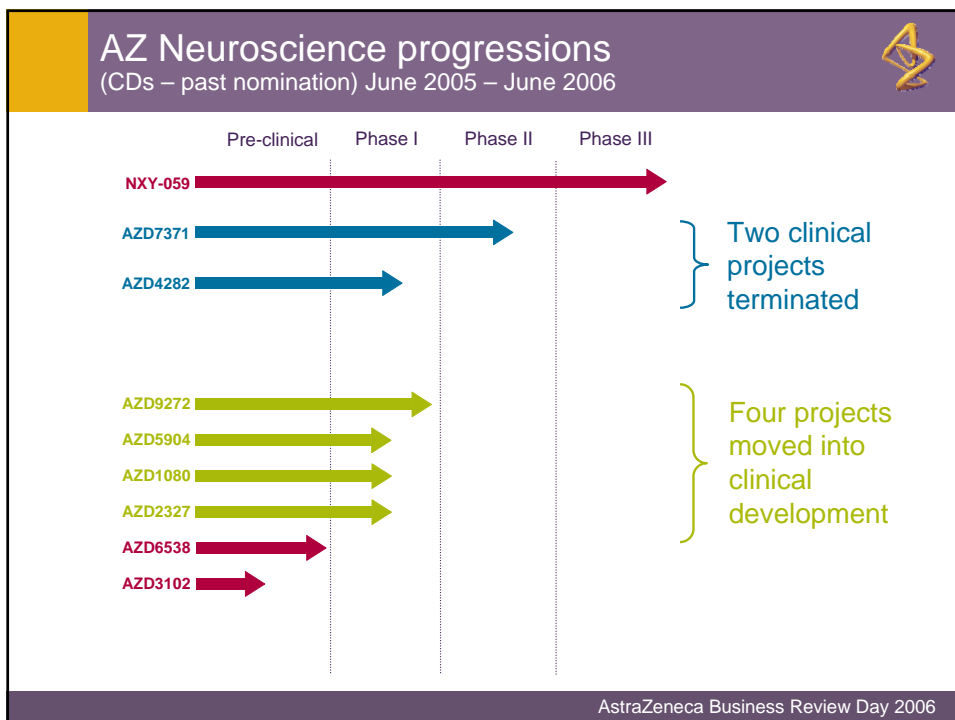 AZ Neuroscience progressions
(CDs – past nomination) June 2005 – June 2006
Pre-clinical Phase I Phase II Phase III
NXY-059
AZD7371
AZD4282
Two clinical
projects
terminated
AZD9272
AZD5904
AZD1080
AZD2327
AZD6538
AZD3102
Four projects
moved into
clinical
development
AstraZeneca Business Review Day 2006